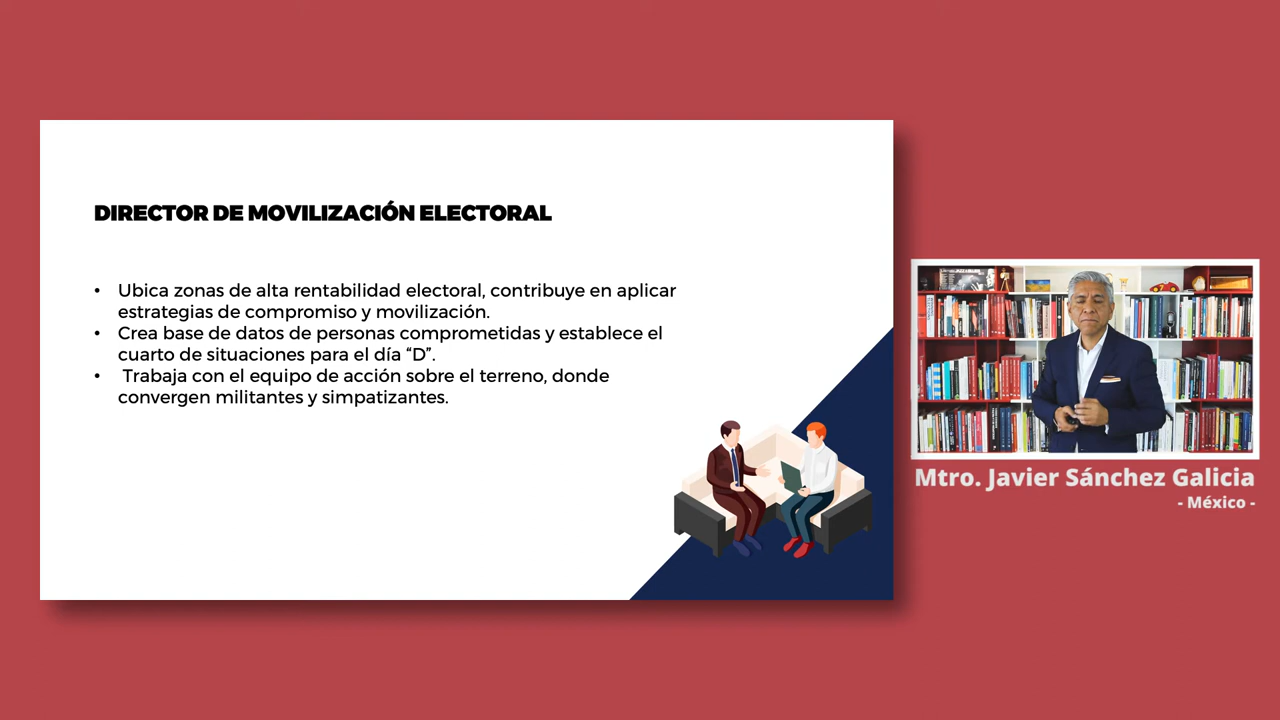 DIRECTOR DE MOVILIZACIÓN ELECTORAL
• Ubica zonas de alta rentabilidad electoral, contribuye en aplicar
estrategias de compromiso y movilización.
• Crea base de datos de personas comprometidas y establece el
cuarto de situaciones para el día “D”.
• Trabaja con el equipo de acción sobre el terreno, donde
convergen militantes y simpatizantes.
Mtro. Javier Sánchez Galicia
- México -